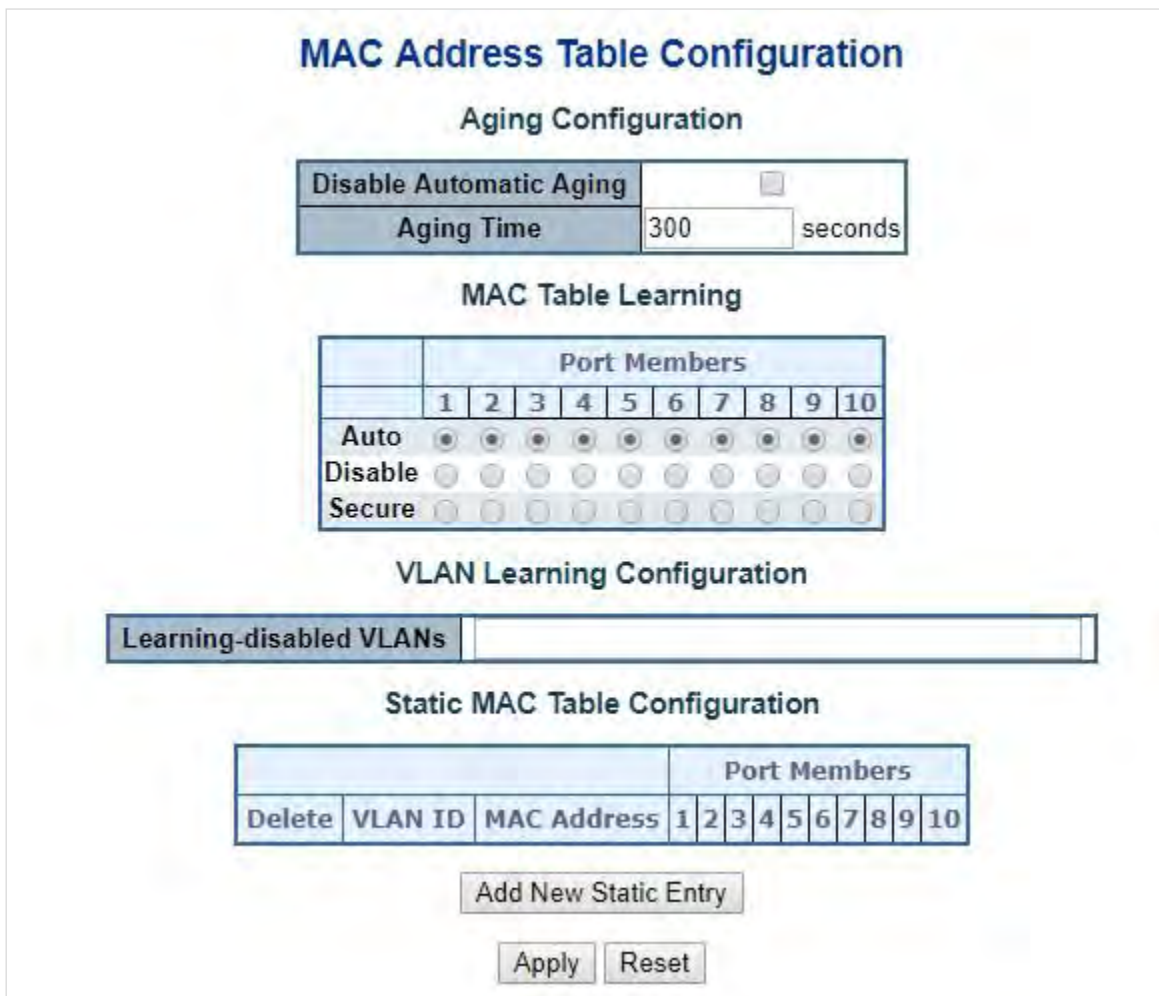 MAC Address Table Configuration
Aging Configuration
Disable Automatic Aging
Aging Time 300 seconds
MAC Table Learning
Port Members
1 2 3 4 5 6 7 8 9 10
Auto
Disable
Secure
VLAN Learning Configuration
Learning-disabled VLANs
Static MAC Table Configuration
Port Members
Delete VLAN ID MAC Address 1 2 3 4 5 6 7 8 9 10
Add New Static Entry
Apply Reset